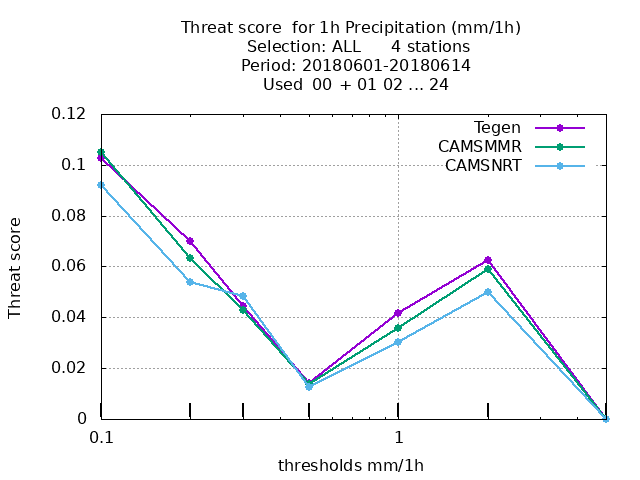 Threat score  for 1h Precipitation (mm/1h)
Selection: ALL      4 stations
Period: 20180601-20180614
Used  00  + 01 02 ... 24
0.12
0.1
0.08
0.06
0.04
0.02
0
Threat score
Tegen
CAMSMMR
CAMSNRT
0.1
1
thresholds mm/1h